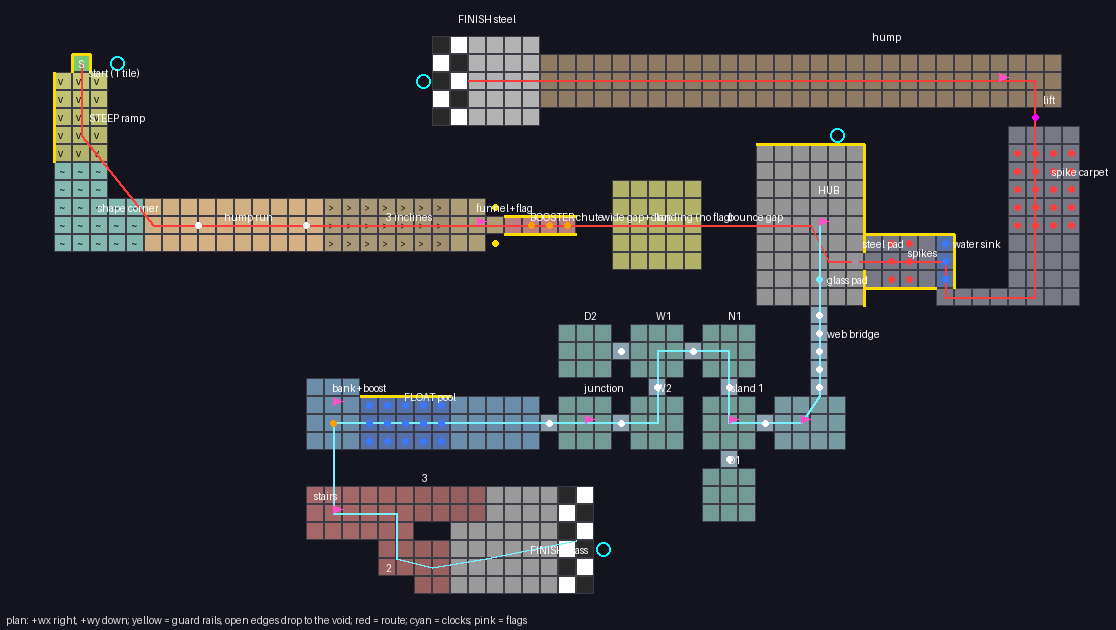 FINISH steel
hump
S
start (1 tile)
lift
STEEP ramp
spike carpet
HUB
shape corner
hump run
3 inclines
funnel+flag
BOOSTER chute
wide gap+drop
landing (no flag)
bounce gap
steel pad
spikes
water sink
glass pad
D2
W1
N1
web bridge
bank+boost
FLOAT pool
junction
W2
island 1
D1
3
stairs
FINISH glass
2
plan: +wx right, +wy down; yellow = guard rails, open edges drop to the void; red = route; cyan = clocks; pink = flags